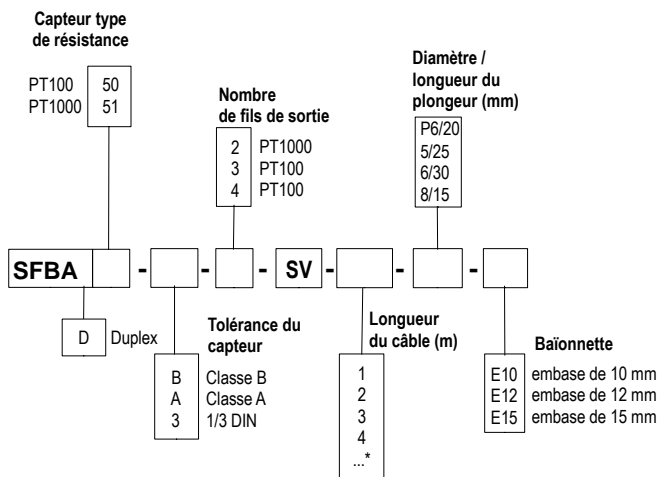 Capteur type
de résistance
PT100 50
PT1000 51
Nombre
de fils de sortie
2 PT1000
3 PT100
4 PT100
Diamètre /
longueur du
plongeur (mm)
P6/20
5/25
6/30
8/15
SFBA - - - SV - - -
D Duplex
Tolérance du
capteur
B Classe B
A Classe A
3 1/3 DIN
Longueur
du câble (m)
1
2
3
4
...*
Baïonnette
E10 embase de 10 mm
E12 embase de 12 mm
E15 embase de 15 mm